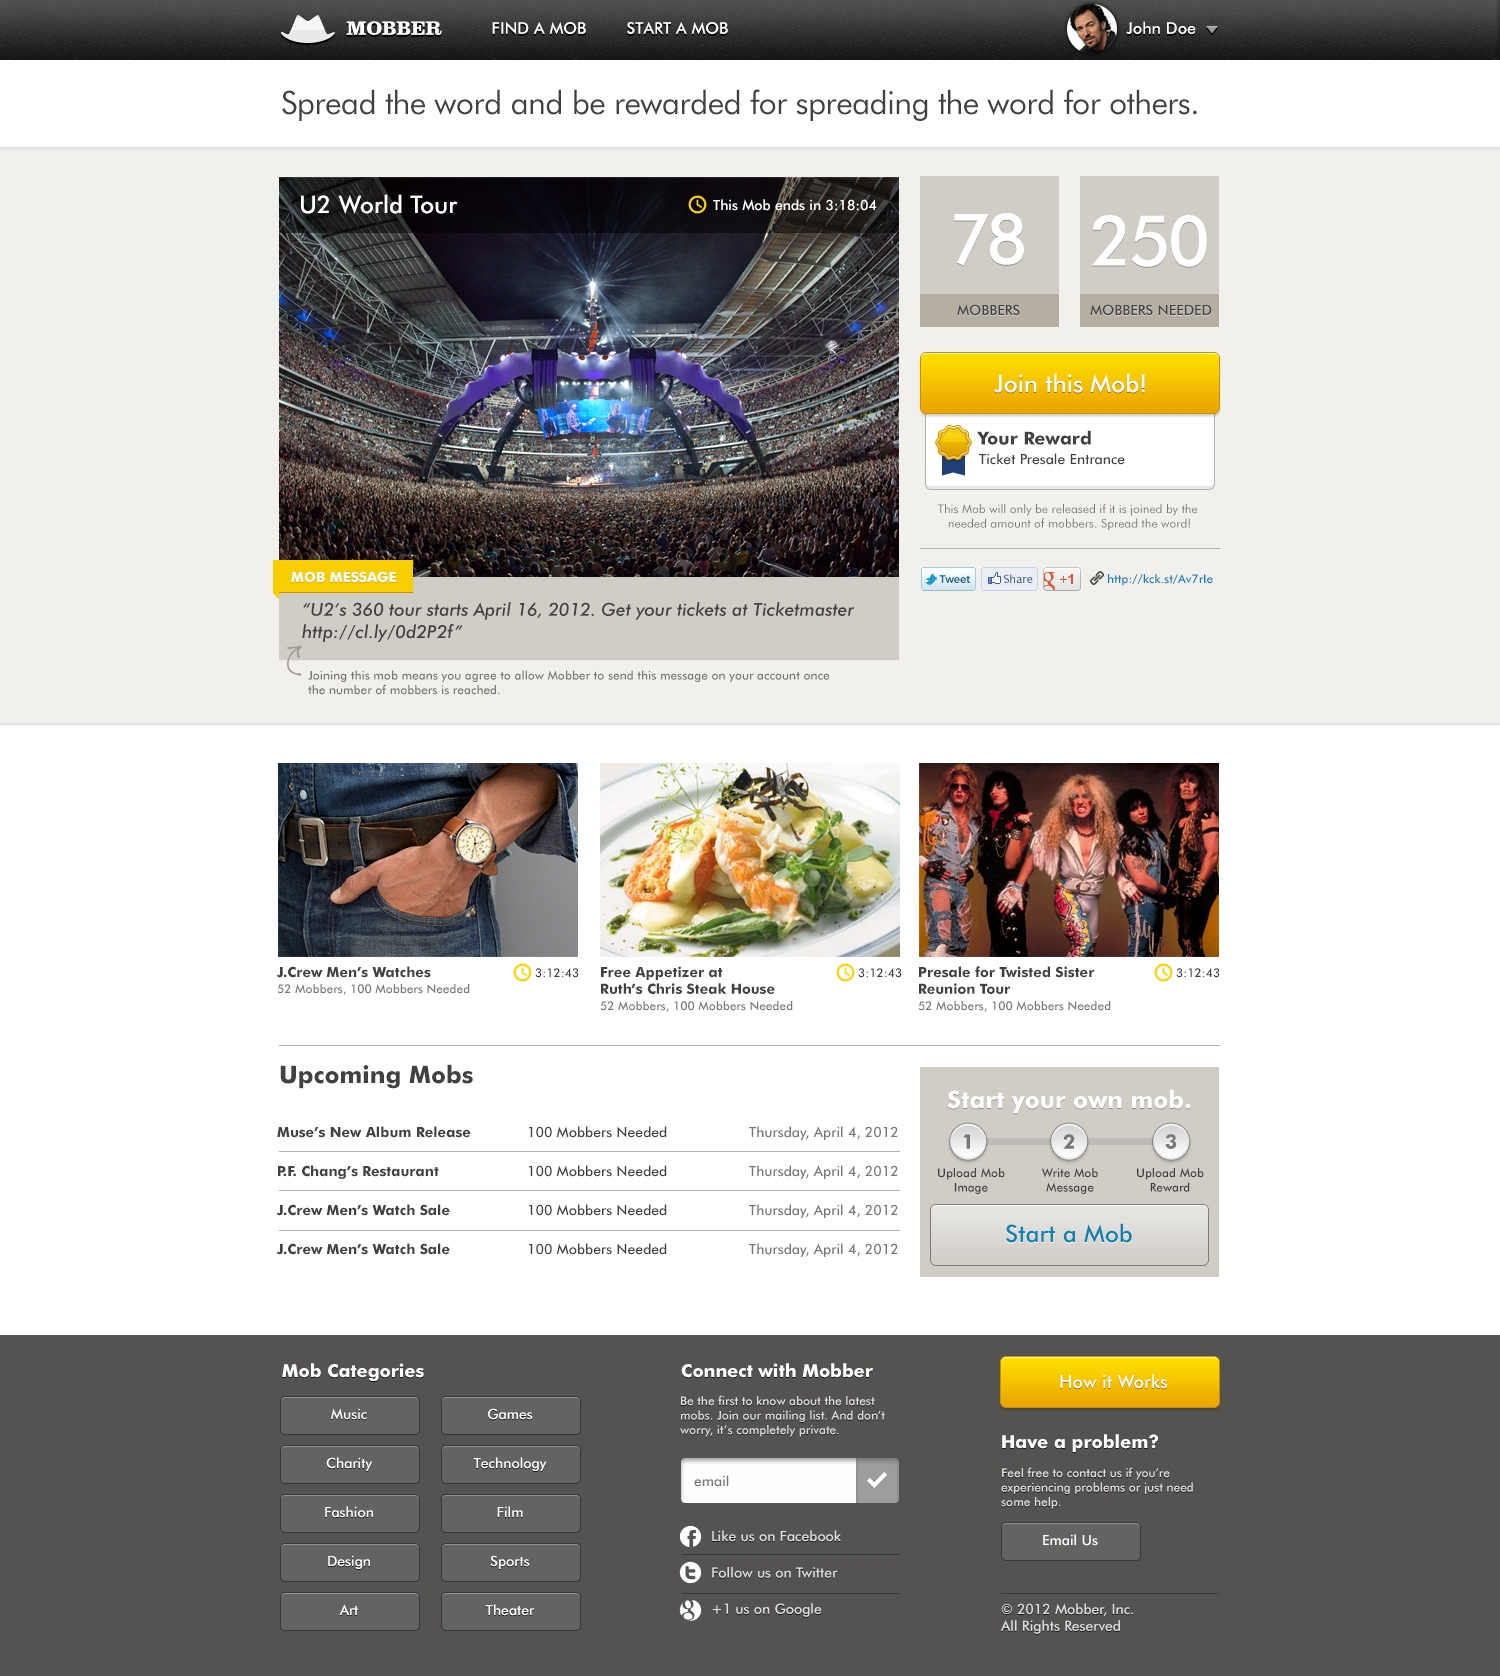 MOBBER
FIND A MOB
START A MOB
John Doe
Spread the word and be rewarded for spreading the word for others.
U2 World Tour
This Mob ends in 3:18:04
78
MOBBERS
250
MOBBERS NEEDED
Join this Mob!
Your Reward
Ticket Presale Entrance
This Mob will only be released if it is joined by the
needed amount of mobbers. Spread the word!
Tweet
Share
g +1
http://kck.st/Av7rIe
MOB MESSAGE
“U2’s 360 tour starts April 16, 2012. Get your tickets at Ticketmaster
http://cl.ly/0d2P2f”
Joining this mob means you agree to allow Mobber to send this message on your account once
the number of mobbers is reached.
J.Crew Men’s Watches
3:12:43
52 Mobbers, 100 Mobbers Needed
Free Appetizer at
Ruth’s Chris Steak House
3:12:43
52 Mobbers, 100 Mobbers Needed
Presale for Twisted Sister
Reunion Tour
3:12:43
52 Mobbers, 100 Mobbers Needed
Upcoming Mobs
Muse’s New Album Release 100 Mobbers Needed Thursday, April 4, 2012
P.F. Chang’s Restaurant 100 Mobbers Needed Thursday, April 4, 2012
J.Crew Men’s Watch Sale 100 Mobbers Needed Thursday, April 4, 2012
J.Crew Men’s Watch Sale 100 Mobbers Needed Thursday, April 4, 2012
Start your own mob.
1
Upload Mob
Image
2
Write Mob
Message
3
Upload Mob
Reward
Start a Mob
Mob Categories
Music
Games
Charity
Technology
Fashion
Film
Design
Sports
Art
Theater
Connect with Mobber
Be the first to know about the latest
mobs. Join our mailing list. And don’t
worry, it’s completely private.
email
Like us on Facebook
Follow us on Twitter
+1 us on Google
How it Works
Have a problem?
Feel free to contact us if you’re
experiencing problems or just need
some help.
Email Us
© 2012 Mobber, Inc.
All Rights Reserved